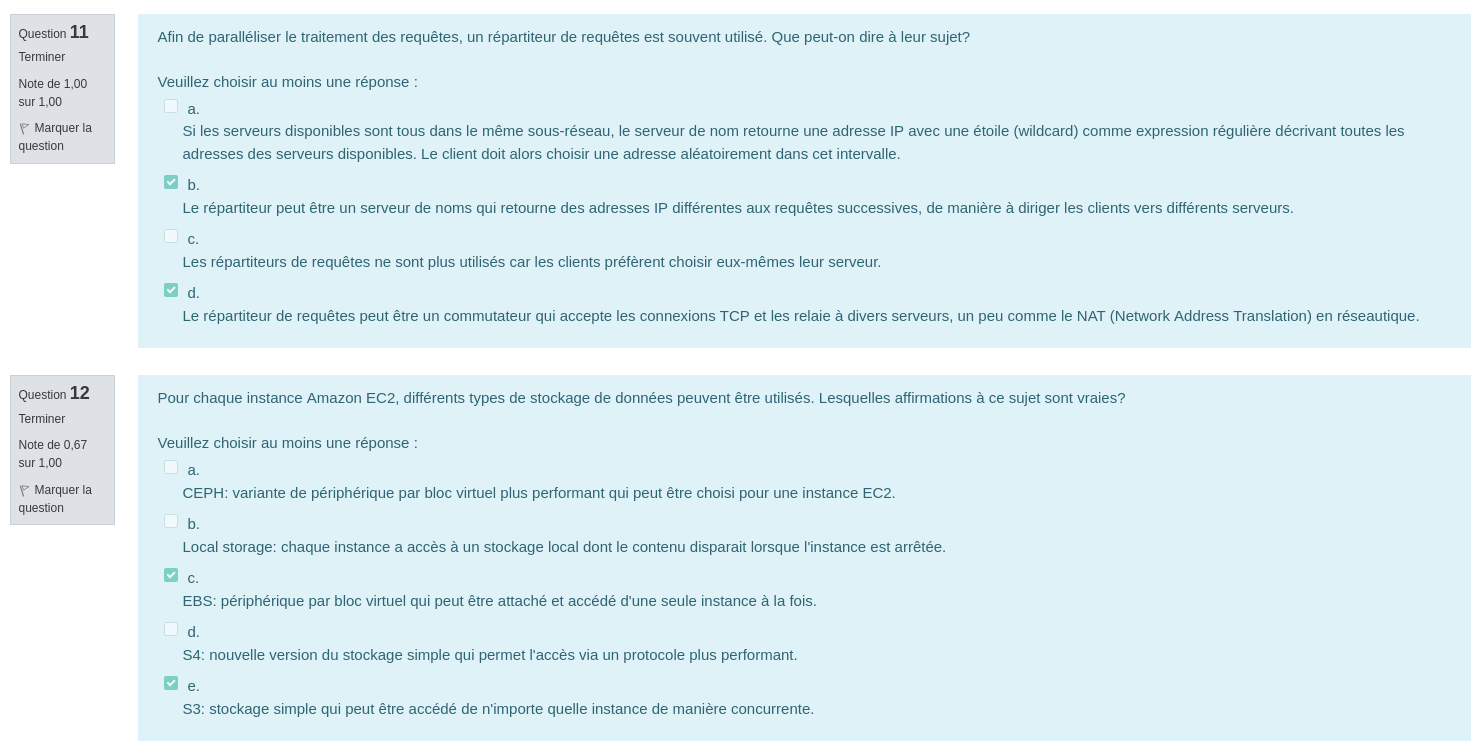 Question 11
Terminer
Note de 1,00
sur 1,00
Marquer la
question
Afin de paralléliser le traitement des requêtes, un répartiteur de requêtes est souvent utilisé. Que peut-on dire à leur sujet?
Veuillez choisir au moins une réponse :
a.
Si les serveurs disponibles sont tous dans le même sous-réseau, le serveur de nom retourne une adresse IP avec une étoile (wildcard) comme expression régulière décrivant toutes les
adresses des serveurs disponibles. Le client doit alors choisir une adresse aléatoirement dans cet intervalle.
b.
Le répartiteur peut être un serveur de noms qui retourne des adresses IP différentes aux requêtes successives, de manière à diriger les clients vers différents serveurs.
c.
Les répartiteurs de requêtes ne sont plus utilisés car les clients préfèrent choisir eux-mêmes leur serveur.
d.
Le répartiteur de requêtes peut être un commutateur qui accepte les connexions TCP et les relaie à divers serveurs, un peu comme le NAT (Network Address Translation) en réseautique.
Question 12
Terminer
Note de 0,67
sur 1,00
Marquer la
question
Pour chaque instance Amazon EC2, différents types de stockage de données peuvent être utilisés. Lesquelles affirmations à ce sujet sont vraies?
Veuillez choisir au moins une réponse :
a.
CEPH: variante de périphérique par bloc virtuel plus performant qui peut être choisi pour une instance EC2.
b.
Local storage: chaque instance a accès à un stockage local dont le contenu disparait lorsque l'instance est arrêtée.
c.
EBS: périphérique par bloc virtuel qui peut être attaché et accédé d'une seule instance à la fois.
d.
S4: nouvelle version du stockage simple qui permet l'accès via un protocole plus performant.
e.
S3: stockage simple qui peut être accédé de n'importe quelle instance de manière concurrente.